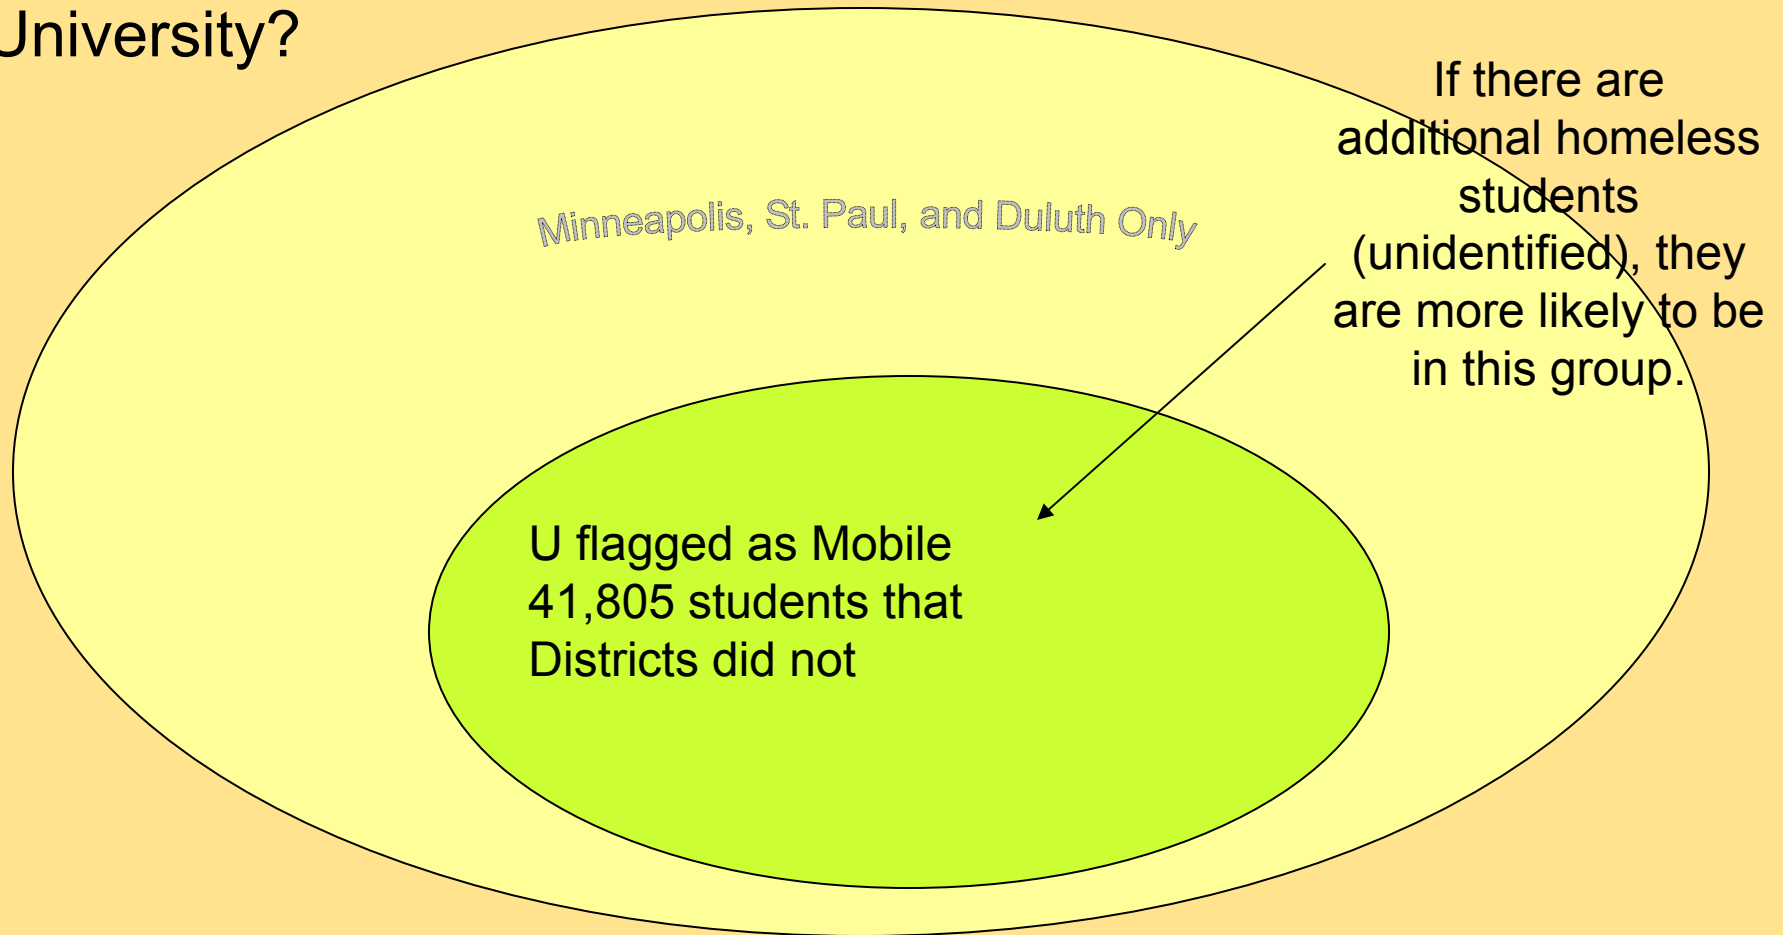 University?
If there are
additional homeless
students
(unidentified), they
are more likely to be
in this group.
Minneapolis, St. Paul, and Duluth Only
U flagged as Mobile
41,805 students that
Districts did not